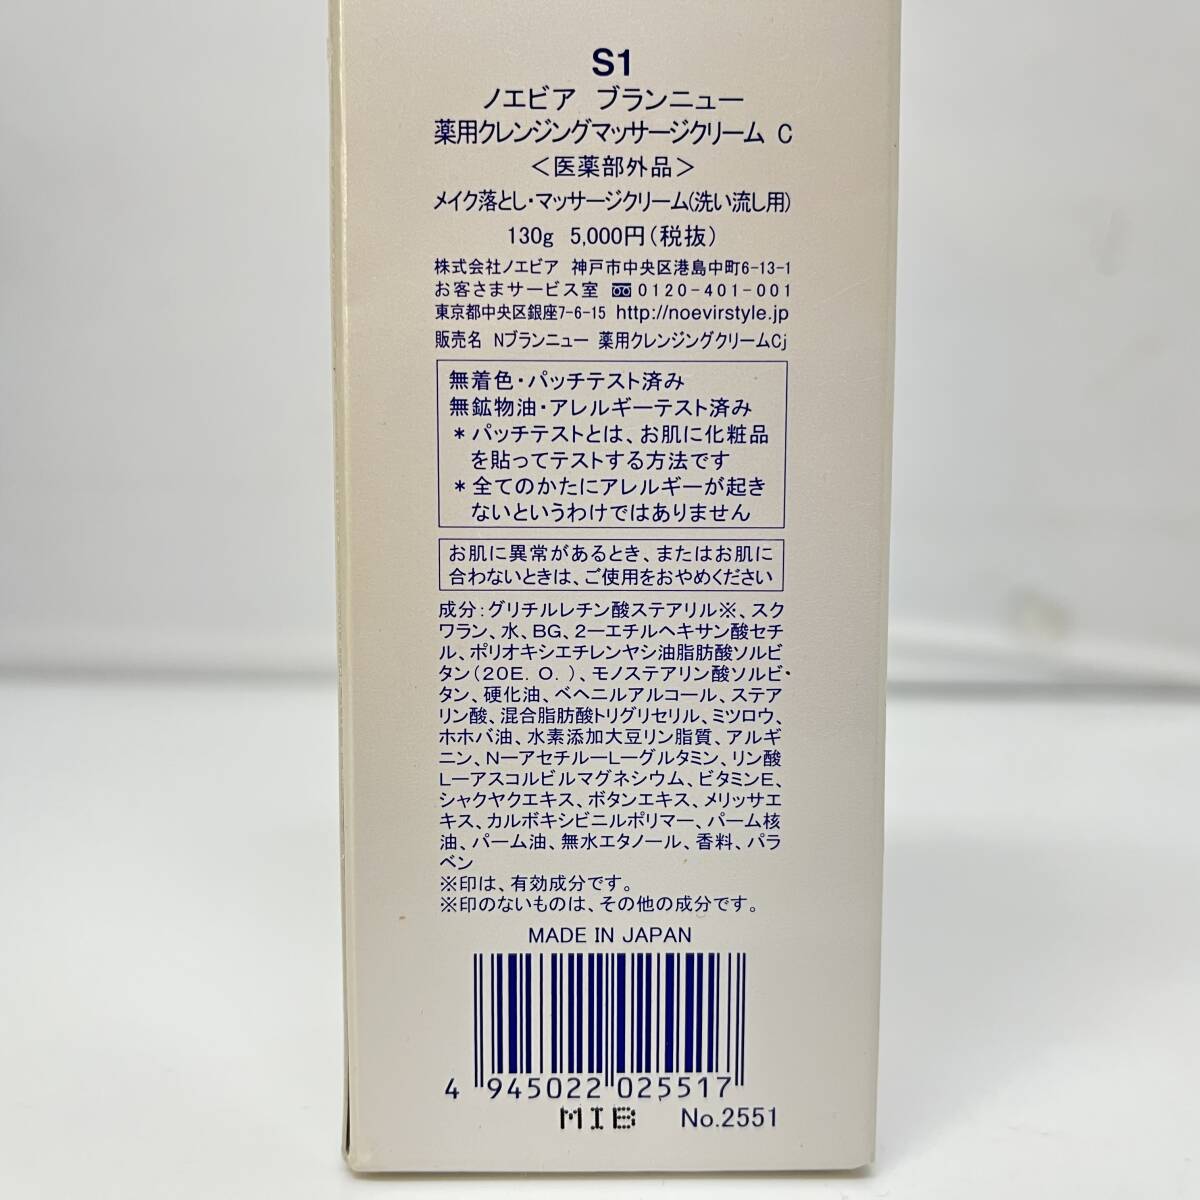 S1
ノエビア ブランニュー
薬用クレンジングマッサージクリーム C
<医薬部外品>
メイク落とし・マッサージクリーム(洗い流し用)
130g 5,000円(税抜)
株式会社ノエビア 神戸市中央区港島中町6-13-1
お客さまサービス室 0120-401-001
東京都中央区銀座7-6-15 http://noevirstyle.jp
販売名 Nブランニュー 薬用クレンジングクリームCj
無着色・パッチテスト済み
無鉱物油・アレルギーテスト済み
＊パッチテストとは、お肌に化粧品
を貼ってテストする方法です
＊全てのかたにアレルギーが起き
ないというわけではありません
お肌に異常があるとき、またはお肌に
合わないときは、ご使用をおやめください
成分:グリチルレチン酸ステアリル※、スク
ワラン、水、BG、2ーエチルヘキサン酸セチ
ル、ポリオキシエチレンヤシ油脂肪酸ソルビ
タン(20E.O.)、モノステアリン酸ソルビ
タン、硬化油、ベヘニルアルコール、ステア
リン酸、混合脂肪酸トリグリセリル、ミツロウ、
ホホバ油、水素添加大豆リン脂質、アルギ
ニン、NーアセチルーLーグルタミン、リン酸
Lーアスコルビルマグネシウム、ビタミンE、
シャクヤクエキス、ボタンエキス、メリッサエ
キス、カルボキシビニルポリマー、パーム核
油、パーム油、無水エタノール、香料、パラ
ベン
※印は、有効成分です。
※印のないものは、その他の成分です。
MADE IN JAPAN
4 945022 025517
MIB No.2551